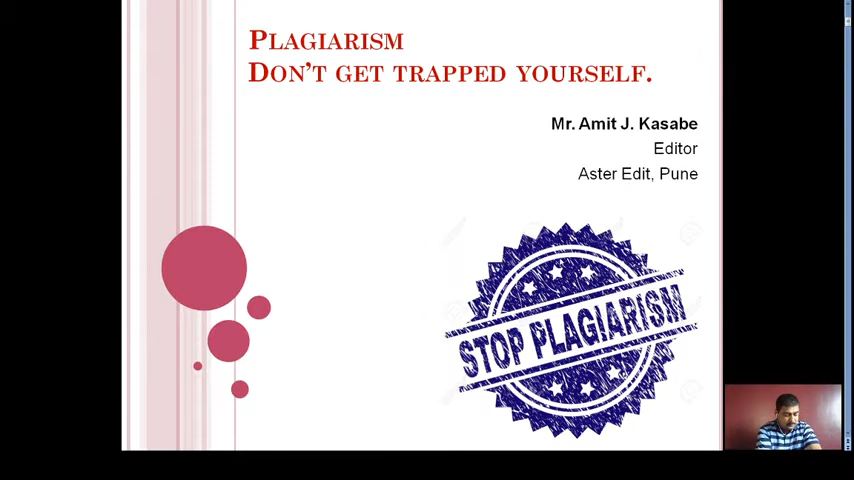 PLAGIARISM
DON'T GET TRAPPED YOURSELF.
Mr. Amit J. Kasabe
Editor
Aster Edit, Pune
STOP PLAGIARISM